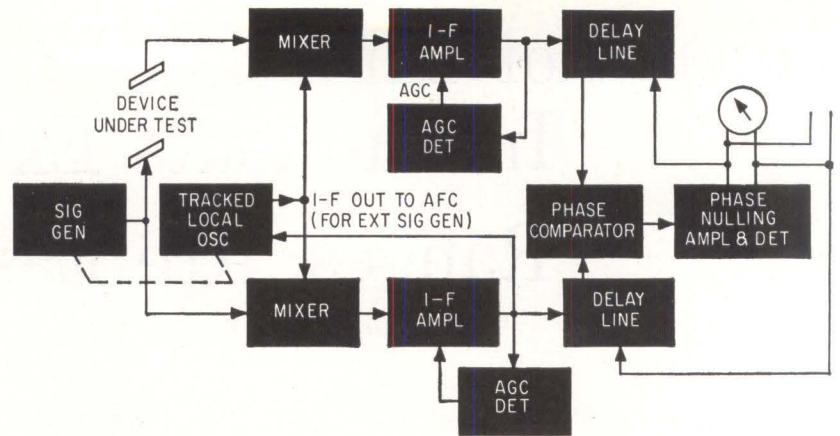 MIXER
I-F
AMPL
DELAY
LINE
AGC
AGC
DET
DEVICE
UNDER TEST
SIG
GEN
TRACKED
LOCAL
OSC
I-F OUT TO AFC
(FOR EXT SIG GEN)
PHASE
COMPARATOR
PHASE
NULLING
AMPL & DET
MIXER
I-F
AMPL
DELAY
LINE
AGC
DET